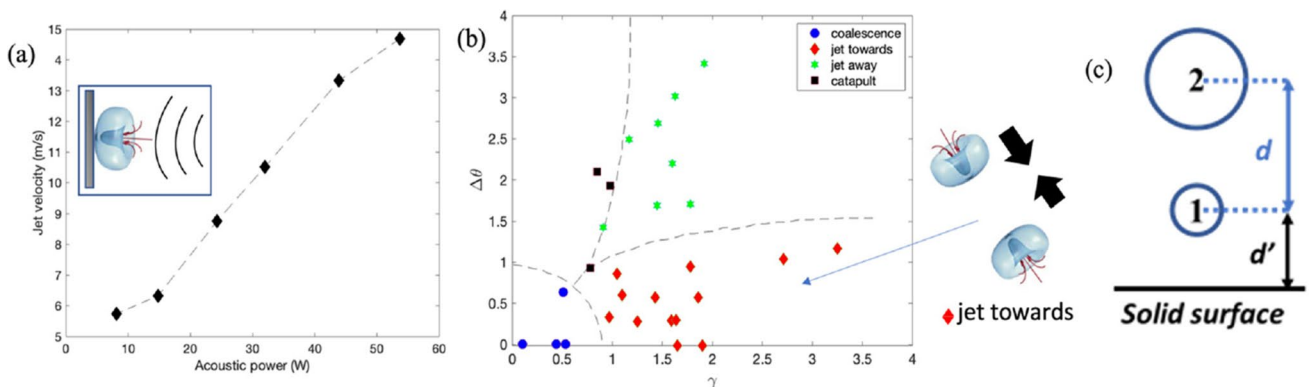 (a)
15
4
13
12
11
10
9
8
7
6
5
Jet velocity (m/s)
0 10 20 30 40 50 60
Acoustic power (W)
(b)
4
3.5
3
2.5
2
1.5
1
0.5
0
Δθ
0 0.5 1 1.5 2 2.5 3 3.5 4
γ
coalescence
jet towards
jet away
catapult
jet towards
(c)
2
d
1
d'
Solid surface